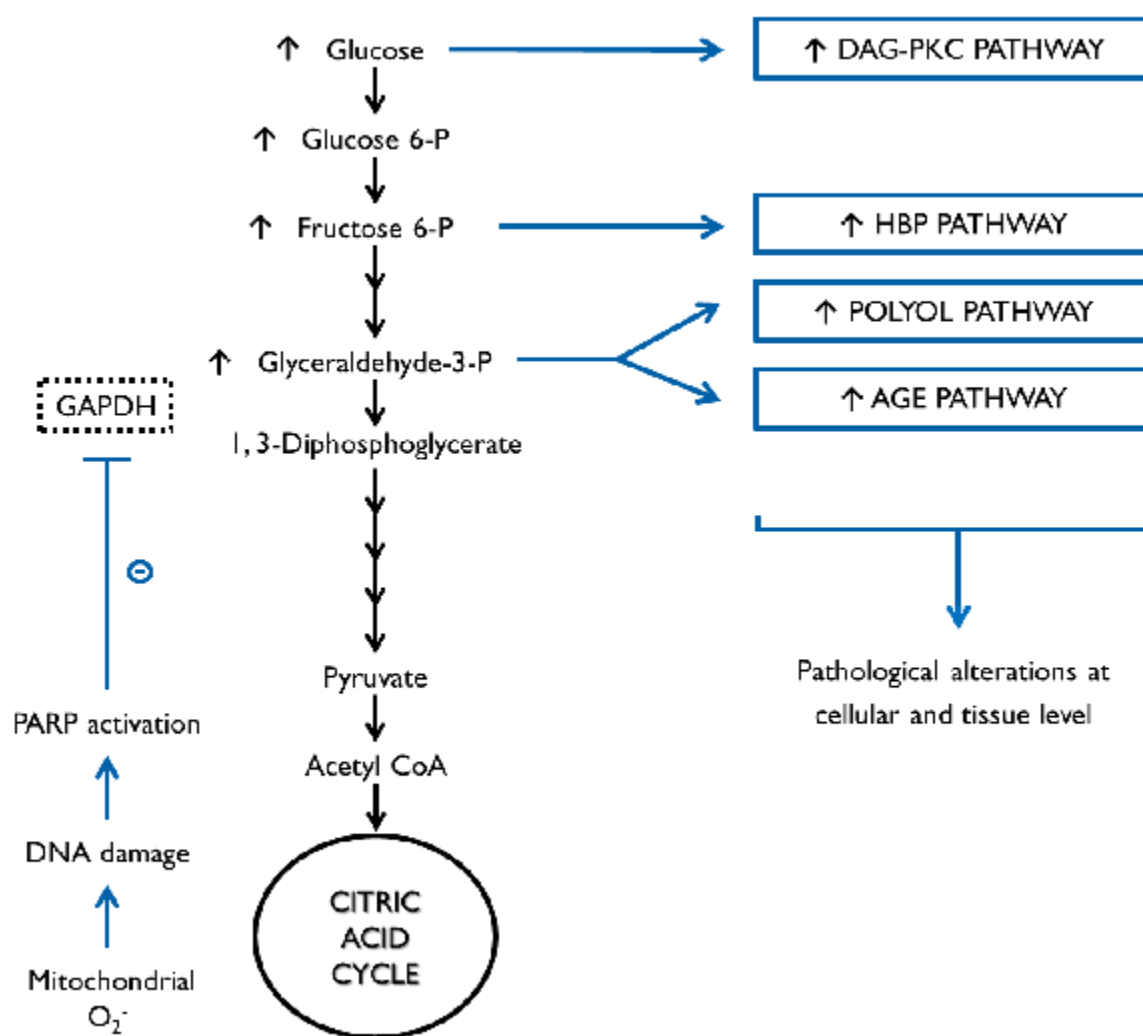 ↑ Glucose
↑ DAG-PKC PATHWAY
↑ Glucose 6-P
↑ Fructose 6-P
↑ HBP PATHWAY
↑ POLYOL PATHWAY
↑ Glyceraldehyde-3-P
↑ AGE PATHWAY
GAPDH
1, 3-Diphosphoglycerate
⊖
Pyruvate
Pathological alterations at
cellular and tissue level
PARP activation
Acetyl CoA
DNA damage
CITRIC
ACID
CYCLE
Mitochondrial
O₂⁻